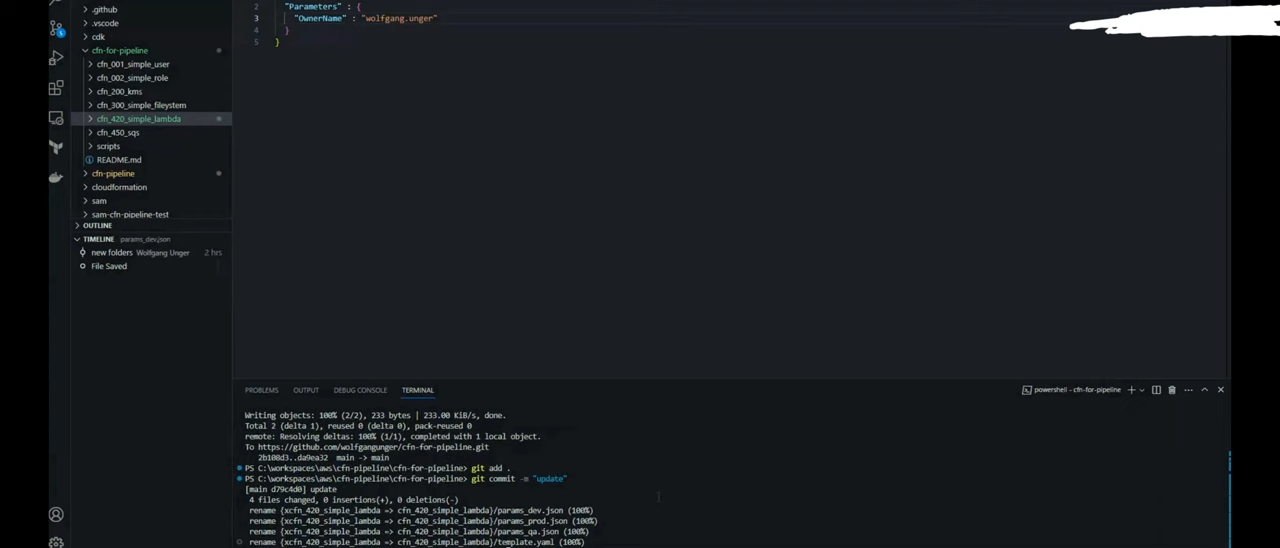 .github
.vscode
cdk
cfn-for-pipeline
cfn_001_simple_user
cfn_002_simple_role
cfn_200_kms
cfn_300_simple_fileystem
cfn_420_simple_lambda
cfn_450_sqs
scripts
README.md
cfn-pipeline
cloudformation
sam
sam-cfn-pipeline-test
OUTLINE
TIMELINE params_dev.json
new folders Wolfgang Unger 2 hrs
File Saved
2 "Parameters" : {
3 "OwnerName" : "wolfgang.unger"
4 }
5 }
PROBLEMS OUTPUT DEBUG CONSOLE TERMINAL
powershell - cfn-for-pipeline
Writing objects: 100% (2/2), 233 bytes | 233.00 KiB/s, done.
Total 2 (delta 1), reused 0 (delta 0), pack-reused 0
remote: Resolving deltas: 100% (1/1), completed with 1 local object.
To https://github.com/wolfgangunger/cfn-for-pipeline.git
2b108d3..da9ea32 main -> main
PS C:\workspaces\aws\cfn-pipeline\cfn-for-pipeline> git add .
PS C:\workspaces\aws\cfn-pipeline\cfn-for-pipeline> git commit -m "update"
[main d79c4d0] update
4 files changed, 0 insertions(+), 0 deletions(-)
rename {xcfn_420_simple_lambda => cfn_420_simple_lambda}/params_dev.json (100%)
rename {xcfn_420_simple_lambda => cfn_420_simple_lambda}/params_prod.json (100%)
rename {xcfn_420_simple_lambda => cfn_420_simple_lambda}/params_qa.json (100%)
rename {xcfn_420_simple_lambda => cfn_420_simple_lambda}/template.yaml (100%)